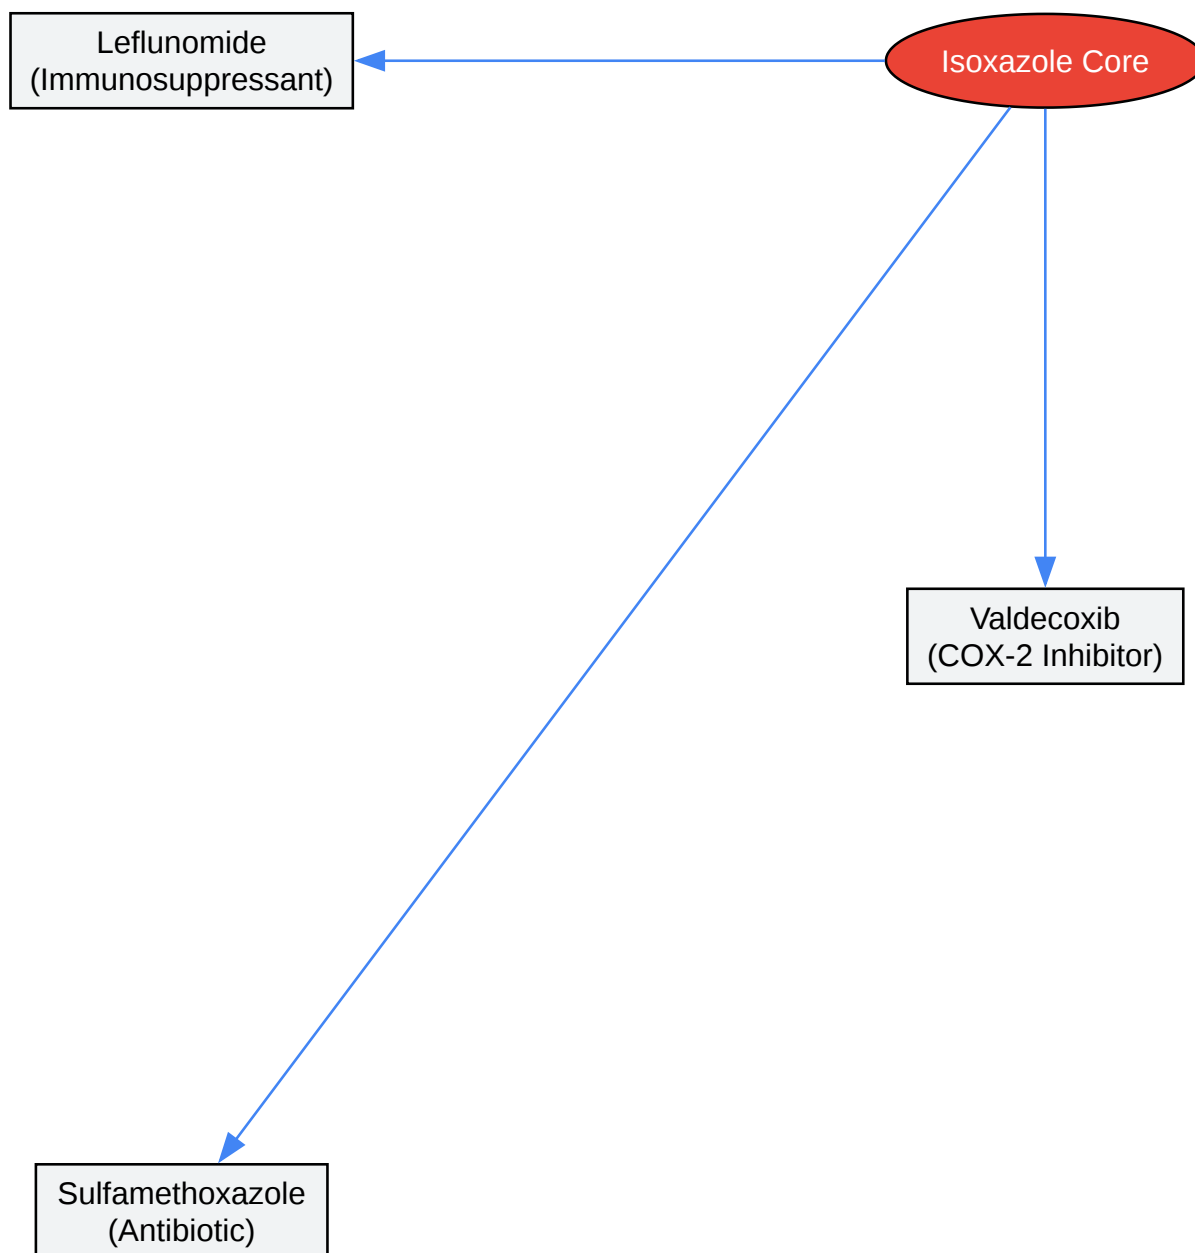 Leflunomide
(Immunosuppressant)
Isoxazole Core
Valdecoxib
(COX-2 Inhibitor)
Sulfamethoxazole
(Antibiotic)